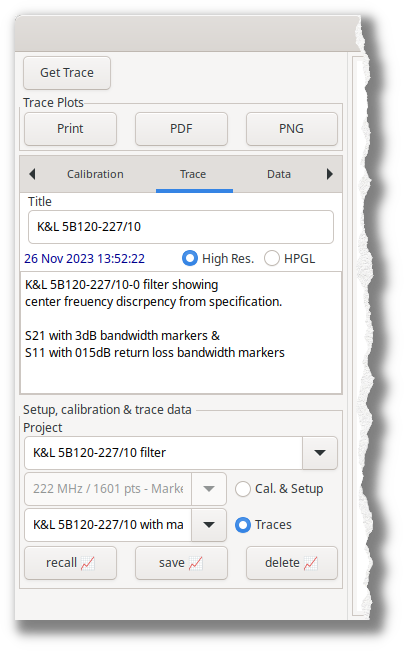 Get Trace
Trace Plots
Print PDF PNG
Calibration Trace Data
Title
K&L 5B120-227/10
26 Nov 2023 13:52:22 High Res. HPGL
K&L 5B120-227/10-0 filter showing
center freuency discrpency from specification.
S21 with 3dB bandwidth markers &
S11 with 015dB return loss bandwidth markers
Setup, calibration & trace data
Project
K&L 5B120-227/10 filter
222 MHz / 1601 pts - Marke Cal. & Setup
K&L 5B120-227/10 with ma Traces
recall save delete